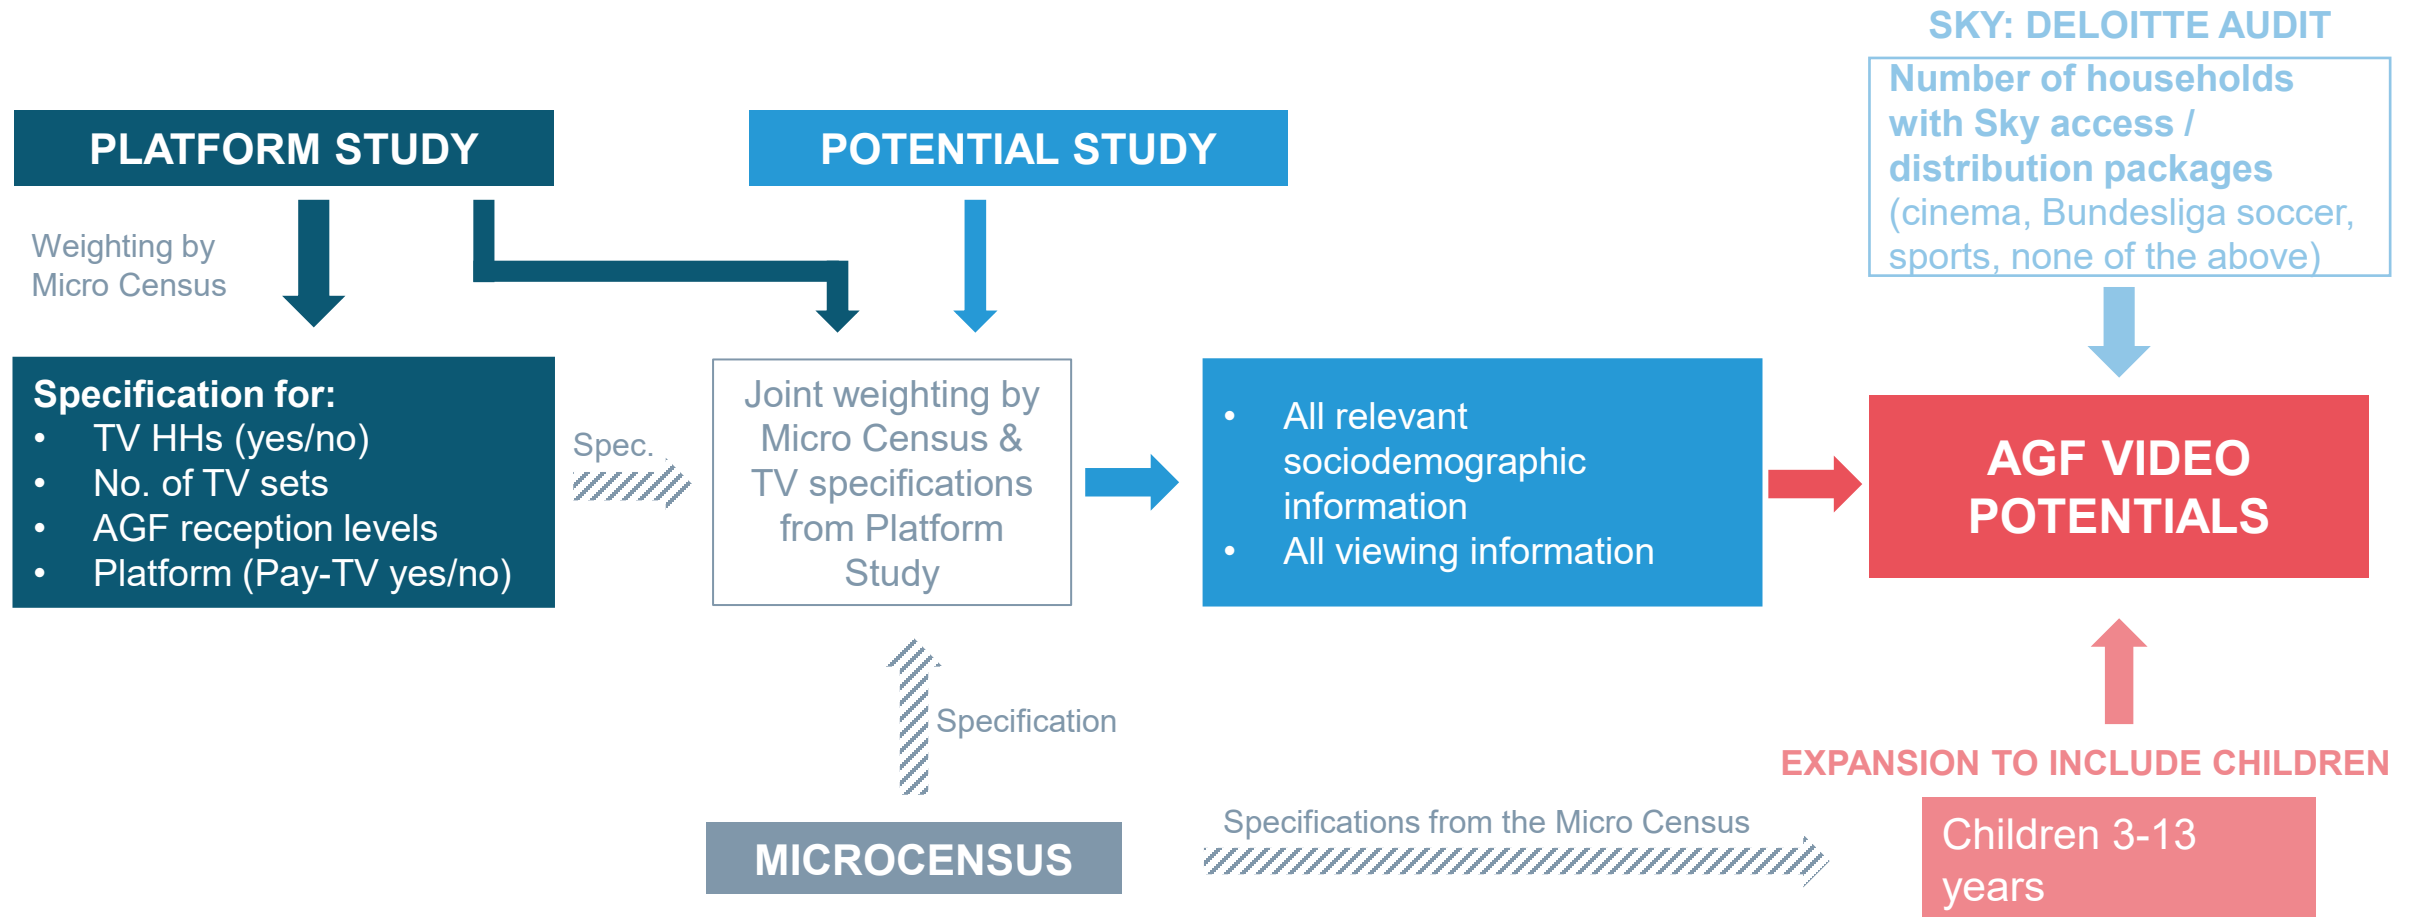 SKY: DELOITTE AUDIT
Number of households
with Sky access /
distribution packages
(cinema, Bundesliga soccer,
sports, none of the above)
PLATFORM STUDY
POTENTIAL STUDY
Weighting by
Micro Census
Specification for:
• TV HHs (yes/no)
• No. of TV sets
• AGF reception levels
• Platform (Pay-TV yes/no)
Spec.
Joint weighting by
Micro Census &
TV specifications
from Platform
Study
• All relevant
sociodemographic
information
• All viewing information
AGF VIDEO
POTENTIALS
Specification
MICROCENSUS
Specifications from the Micro Census
EXPANSION TO INCLUDE CHILDREN
Children 3-13
years